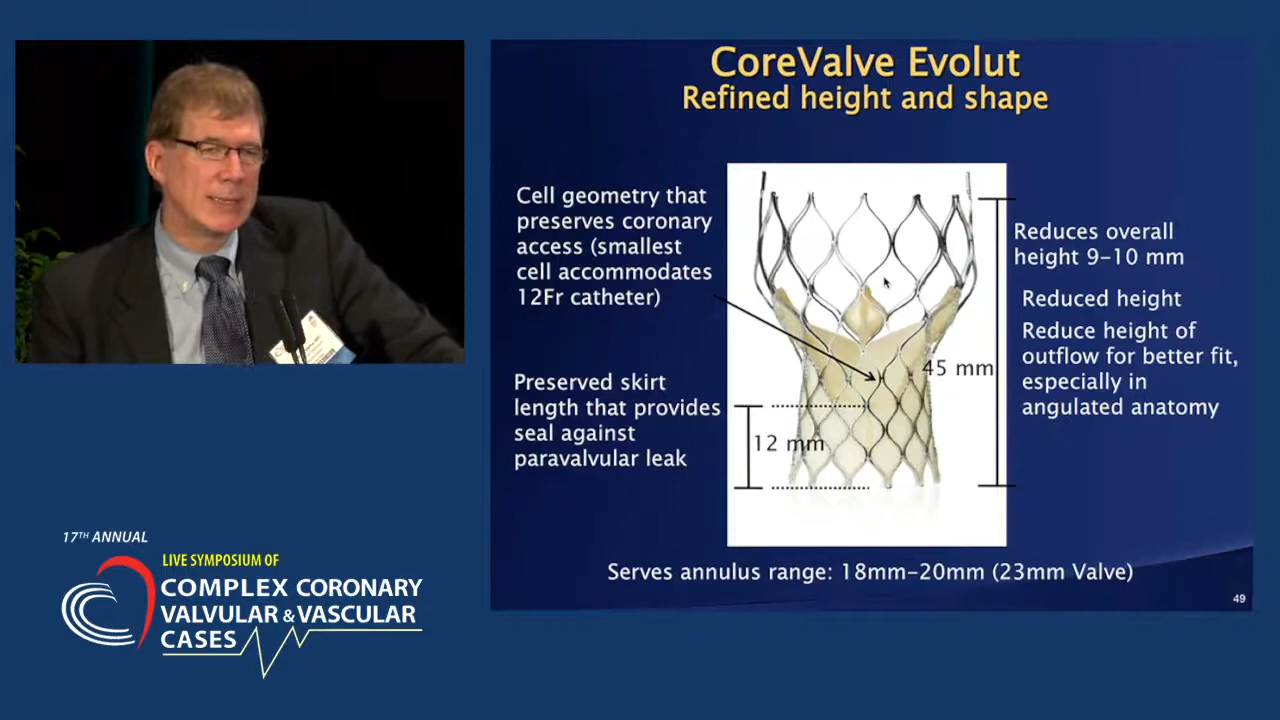 CoreValve Evolut
Refined height and shape
Cell geometry that
preserves coronary
access (smallest
cell accommodates
12Fr catheter)
Preserved skirt
length that provides
seal against
paravalvular leak
12 mm
45 mm
Reduces overall
height 9-10 mm
Reduced height
Reduce height of
outflow for better fit,
especially in
angulated anatomy
Serves annulus range: 18mm-20mm (23mm Valve)
49
17TH ANNUAL
LIVE SYMPOSIUM OF
COMPLEX CORONARY
VALVULAR & VASCULAR
CASES